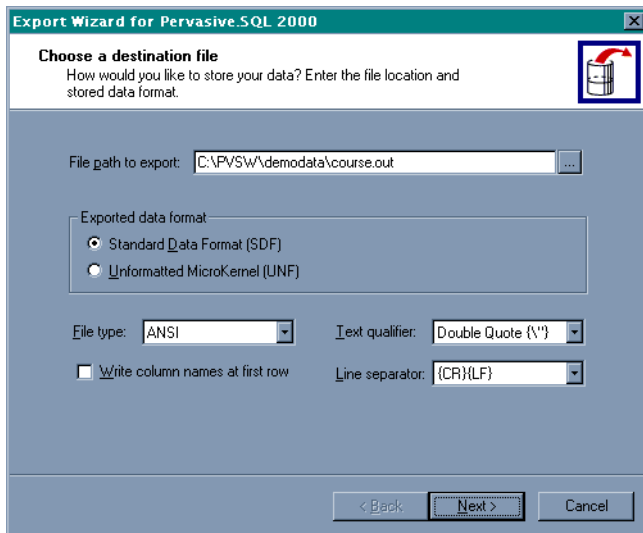 Export Wizard for Pervasive.SQL 2000
Choose a destination file
How would you like to store your data? Enter the file location and
stored data format.
File path to export: C:\PVSW\demodata\course.out ...
Exported data format
Standard Data Format (SDF)
Unformatted MicroKernel (UNF)
File type: ANSI Text qualifier: Double Quote {\"}
Write column names at first row Line separator: {CR}{LF}
< Back Next > Cancel